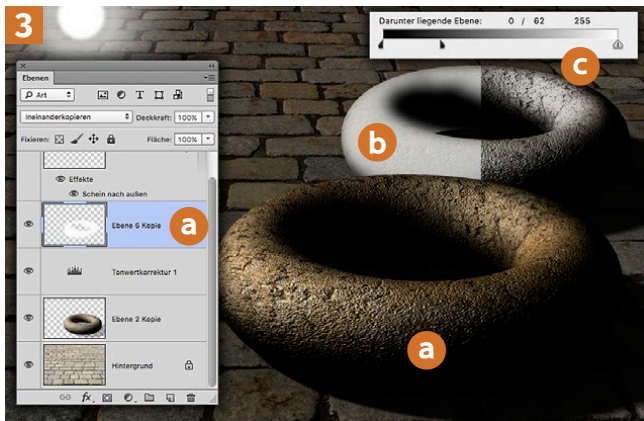 3
Darunter liegende Ebene: 0 / 62 255
c
b
Ebenen
Art
Ineinanderkopieren Deckkraft: 100%
Fixieren: Fläche: 100%
Effekte
Schein nach außen
Ebene 6 Kopie a
Tonwertkorrektur 1
Ebene 2 Kopie
Hintergrund
fx
a